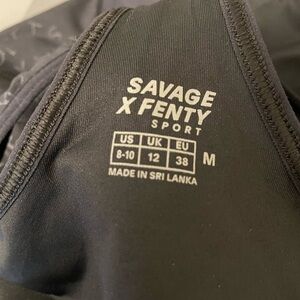 SAVAGE
X FENTY
SPORT
US UK EU
8-10 12 38 M
MADE IN SRI LANKA